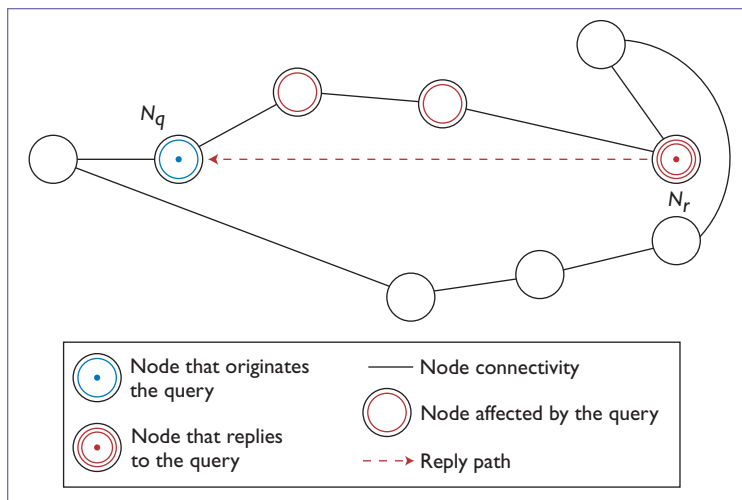 Nq
Nr
Node that originates
the query
Node connectivity
Node affected by the query
Node that replies
to the query
Reply path